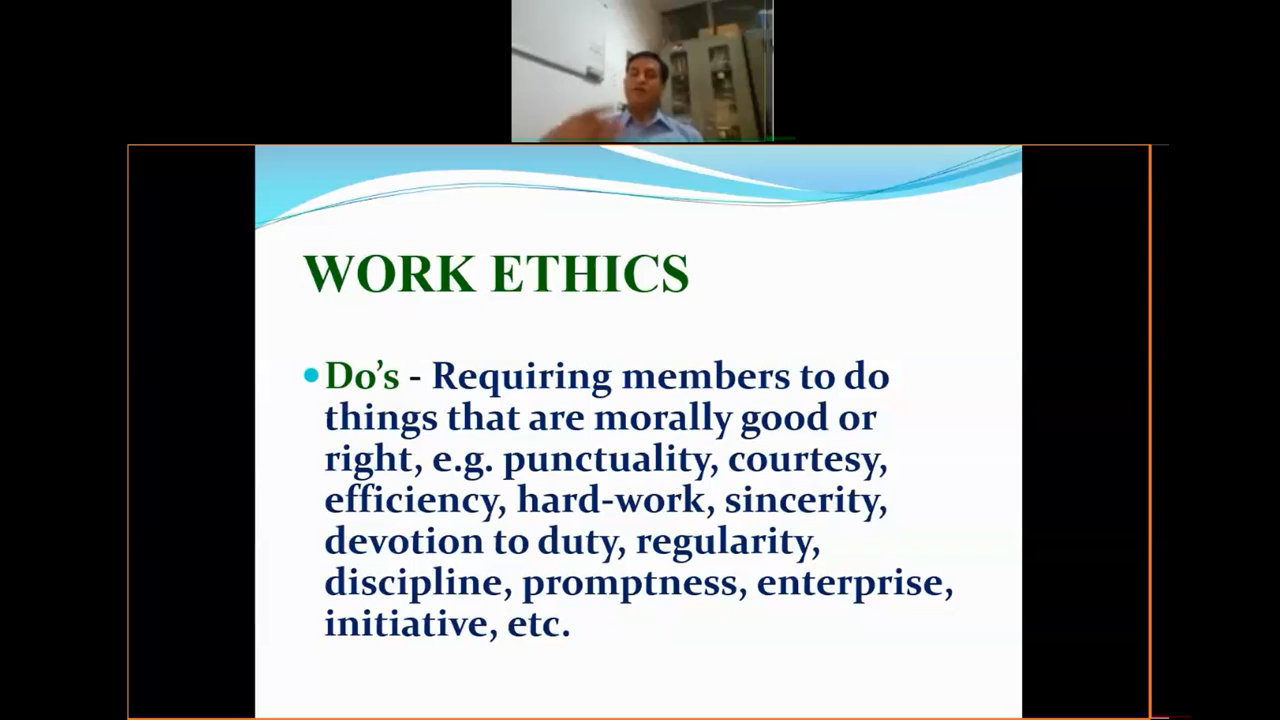 WORK ETHICS
•Do’s - Requiring members to do
things that are morally good or
right, e.g. punctuality, courtesy,
efficiency, hard-work, sincerity,
devotion to duty, regularity,
discipline, promptness, enterprise,
initiative, etc.